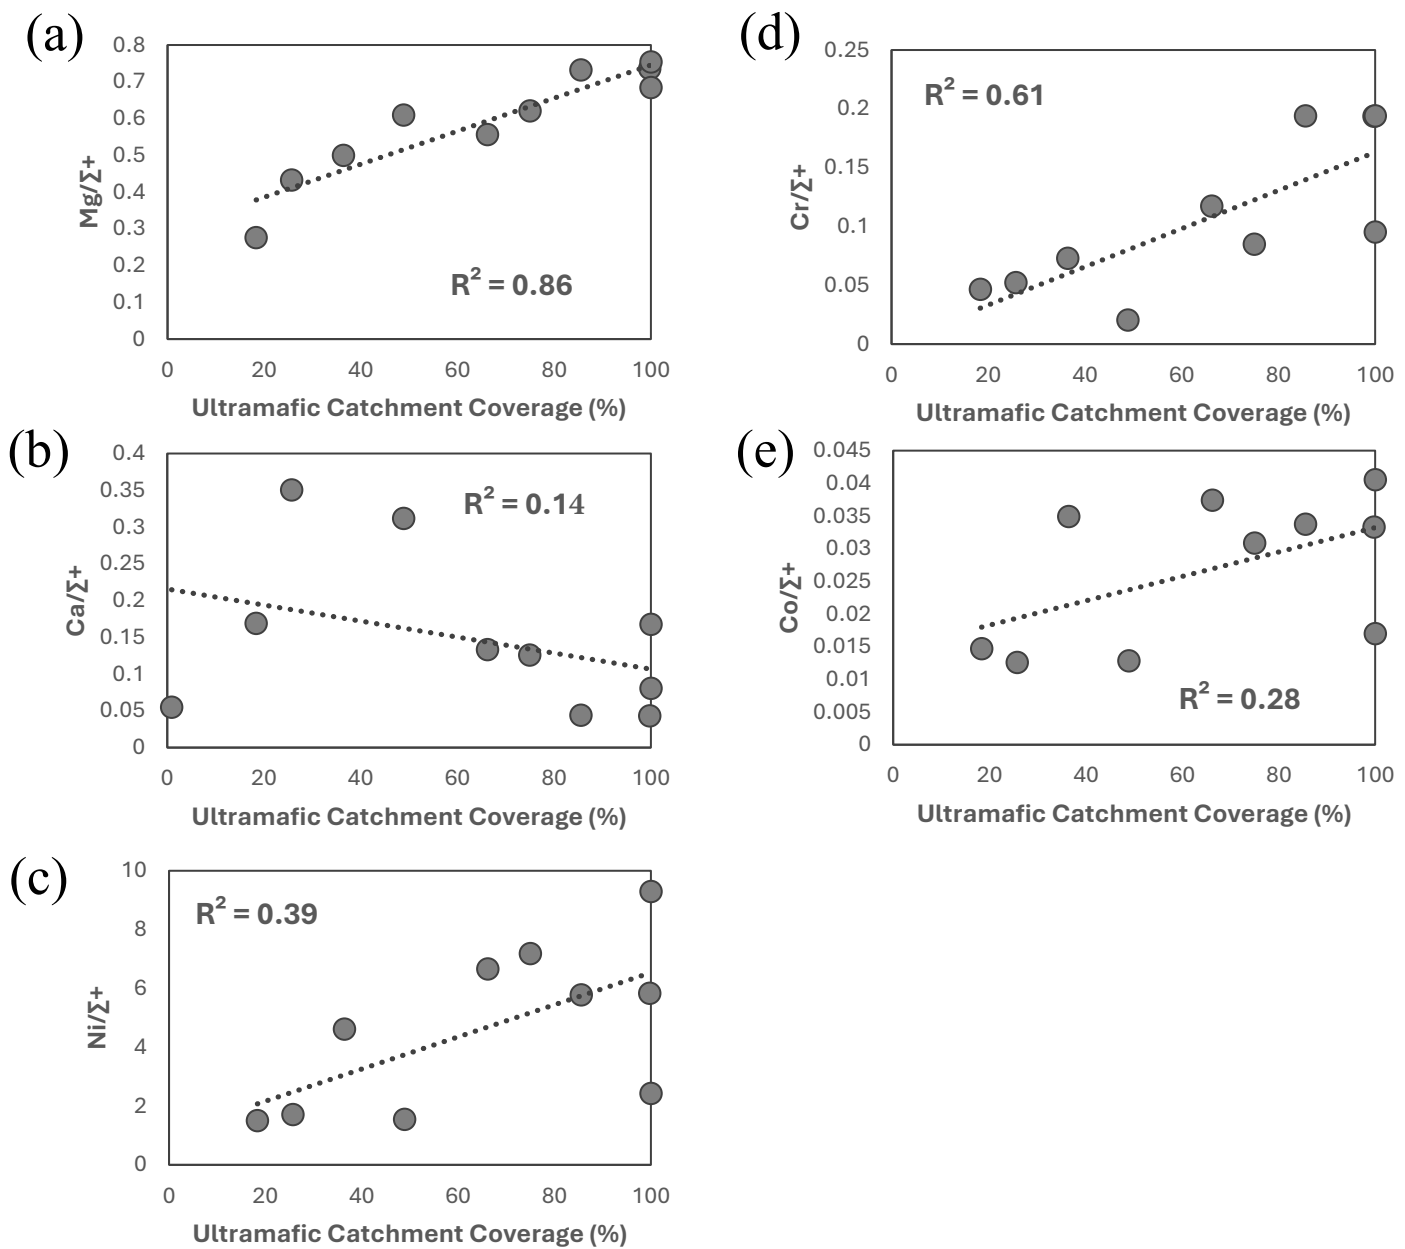 (a)
Mg/Σ+
0.8
0.7
0.6
0.5
0.4
0.3
0.2
0.1
0
R² = 0.86
0 20 40 60 80 100
Ultramafic Catchment Coverage (%)
(b)
Ca/Σ+
0.4
0.35
0.3
0.25
0.2
0.15
0.1
0.05
0
R² = 0.14
0 20 40 60 80 100
Ultramafic Catchment Coverage (%)
(c)
Ni/Σ+
10
8
6
4
2
0
R² = 0.39
0 20 40 60 80 100
Ultramafic Catchment Coverage (%)
(d)
Cr/Σ+
0.25
0.2
0.15
0.1
0.05
0
R² = 0.61
0 20 40 60 80 100
Ultramafic Catchment Coverage (%)
(e)
Co/Σ+
0.045
0.04
0.035
0.03
0.025
0.02
0.015
0.01
0.005
0
R² = 0.28
0 20 40 60 80 100
Ultramafic Catchment Coverage (%)